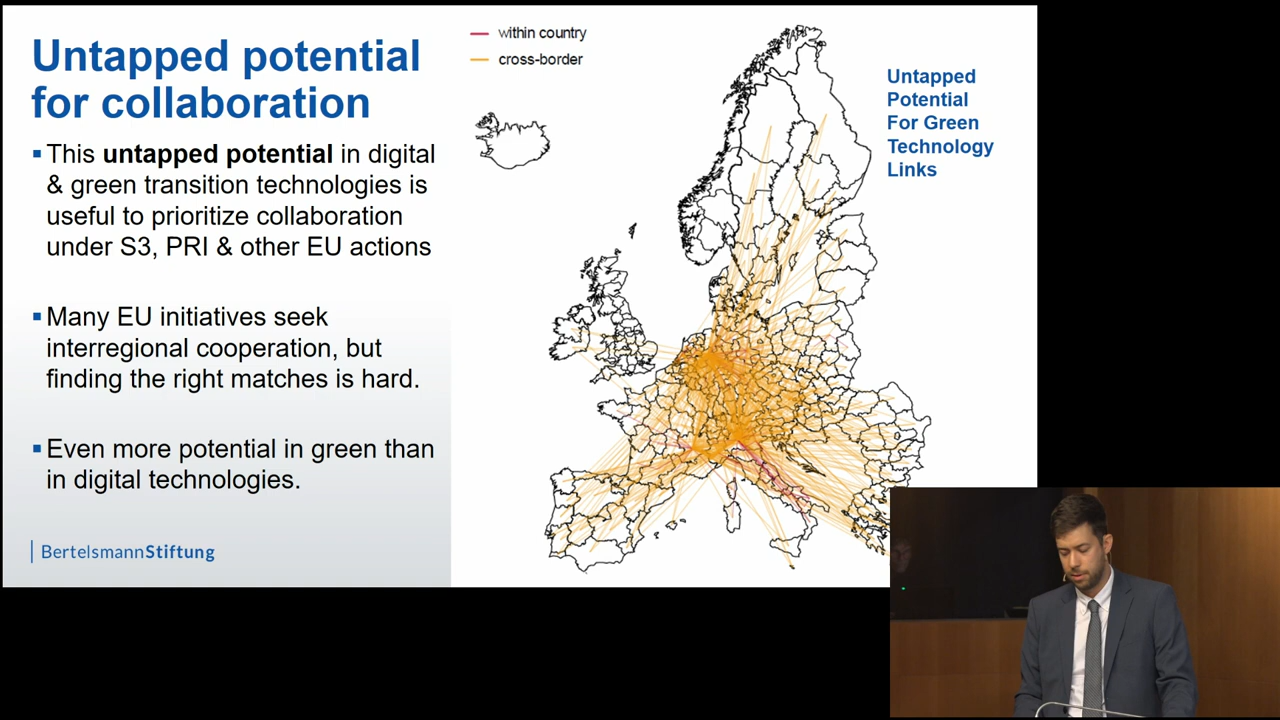 Untapped potential
for collaboration
▪This untapped potential in digital
& green transition technologies is
useful to prioritize collaboration
under S3, PRI & other EU actions
▪Many EU initiatives seek
interregional cooperation, but
finding the right matches is hard.
▪Even more potential in green than
in digital technologies.
BertelsmannStiftung
within country
cross-border
Untapped
Potential
For Green
Technology
Links